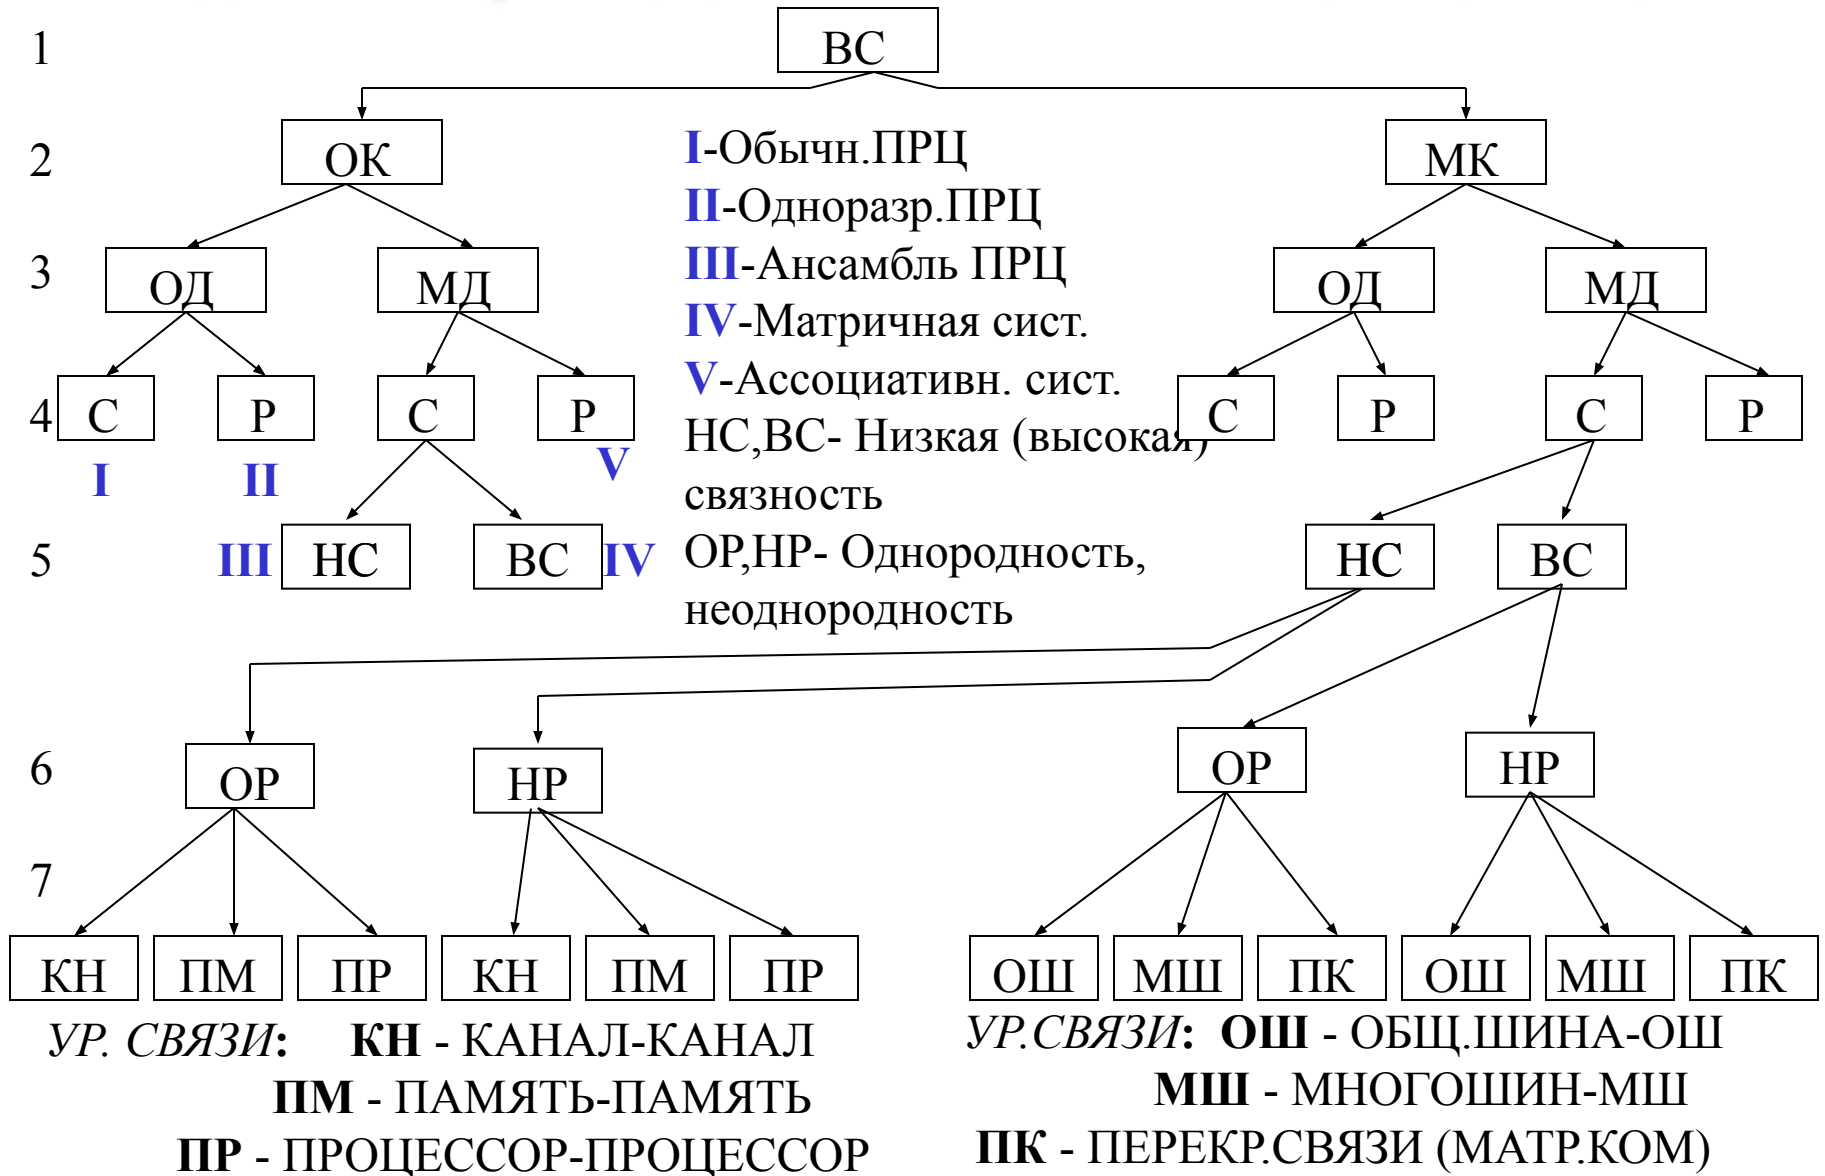 1 ВС
2 ОК I-Обычн.ПРЦ МК
II-Одноразр.ПРЦ
3 ОД МД III-Ансамбль ПРЦ ОД МД
IV-Матричная сист.
V-Ассоциативн. сист.
4 С Р С Р С Р С Р
НС,ВС- Низкая (высокая)
I II V
связность
5 III НС ВС IV ОР,НР- Однородность, НС ВС
неоднородность
6 ОР НР ОР НР
7
КН ПМ ПР КН ПМ ПР ОШ МШ ПК ОШ МШ ПК
УР. СВЯЗИ: КН - КАНАЛ-КАНАЛ
ПМ - ПАМЯТЬ-ПАМЯТЬ
ПР - ПРОЦЕССОР-ПРОЦЕССОР
УР.СВЯЗИ: ОШ - ОБЩ.ШИНА-ОШ
МШ - МНОГОШИН-МШ
ПК - ПЕРЕКР.СВЯЗИ (МАТР.КОМ)